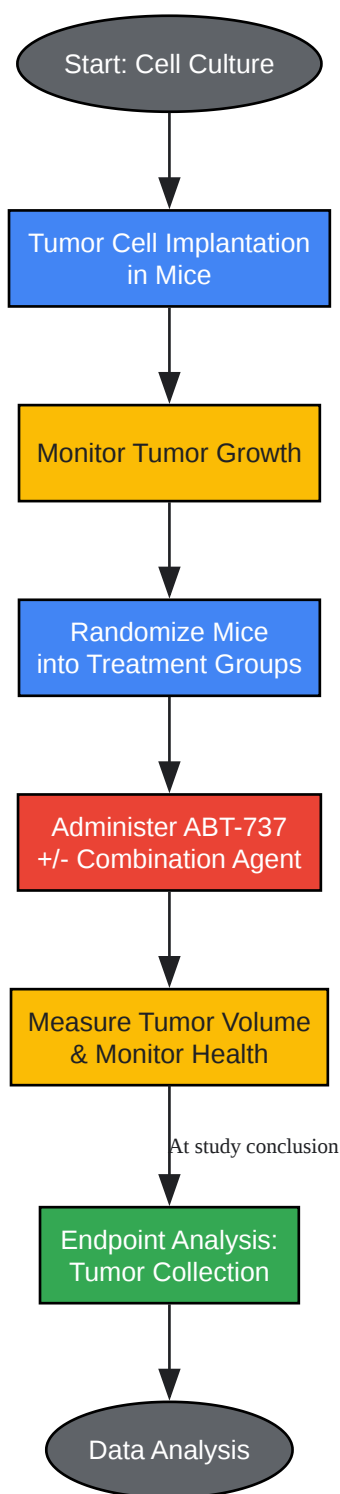 Start: Cell Culture
Tumor Cell Implantation
in Mice
Monitor Tumor Growth
Randomize Mice
into Treatment Groups
Administer ABT-737
+/- Combination Agent
Measure Tumor Volume
& Monitor Health
At study conclusion
Endpoint Analysis:
Tumor Collection
Data Analysis